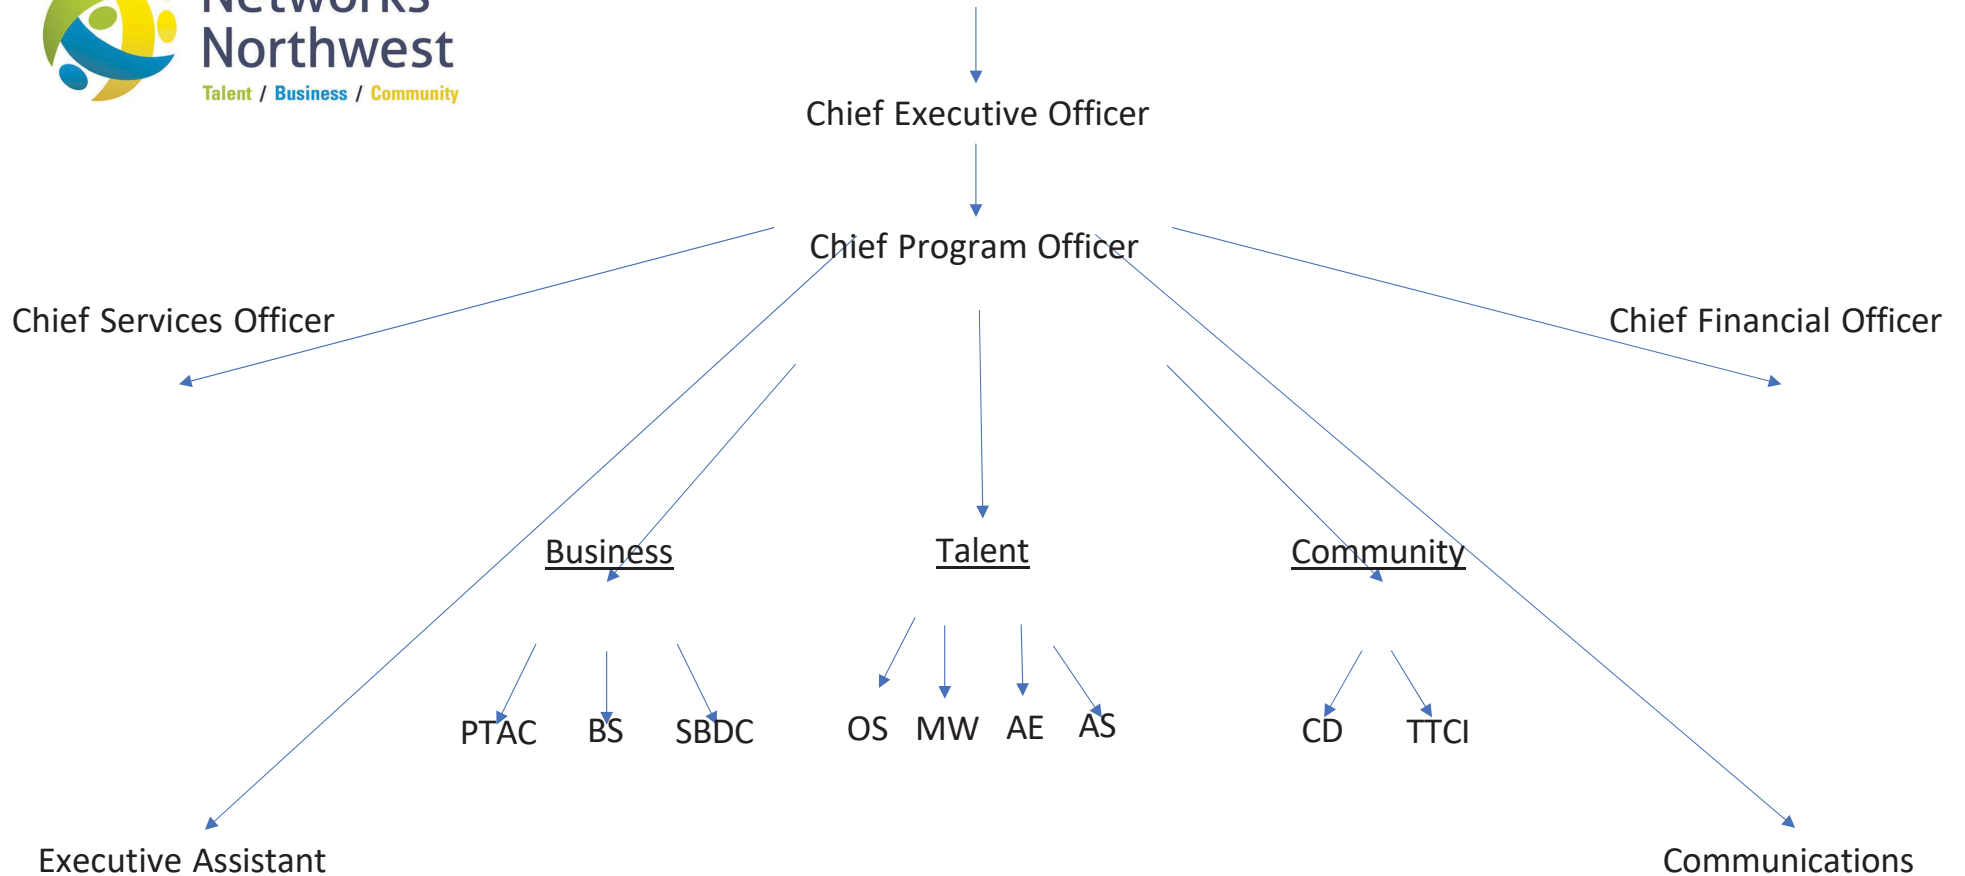 Networks
Northwest
Talent / Business / Community
Chief Executive Officer
Chief Program Officer
Chief Services Officer
Chief Financial Officer
Business
Talent
Community
PTAC BS SBDC
OS MW AE AS
CD TTCI
Executive Assistant
Communications